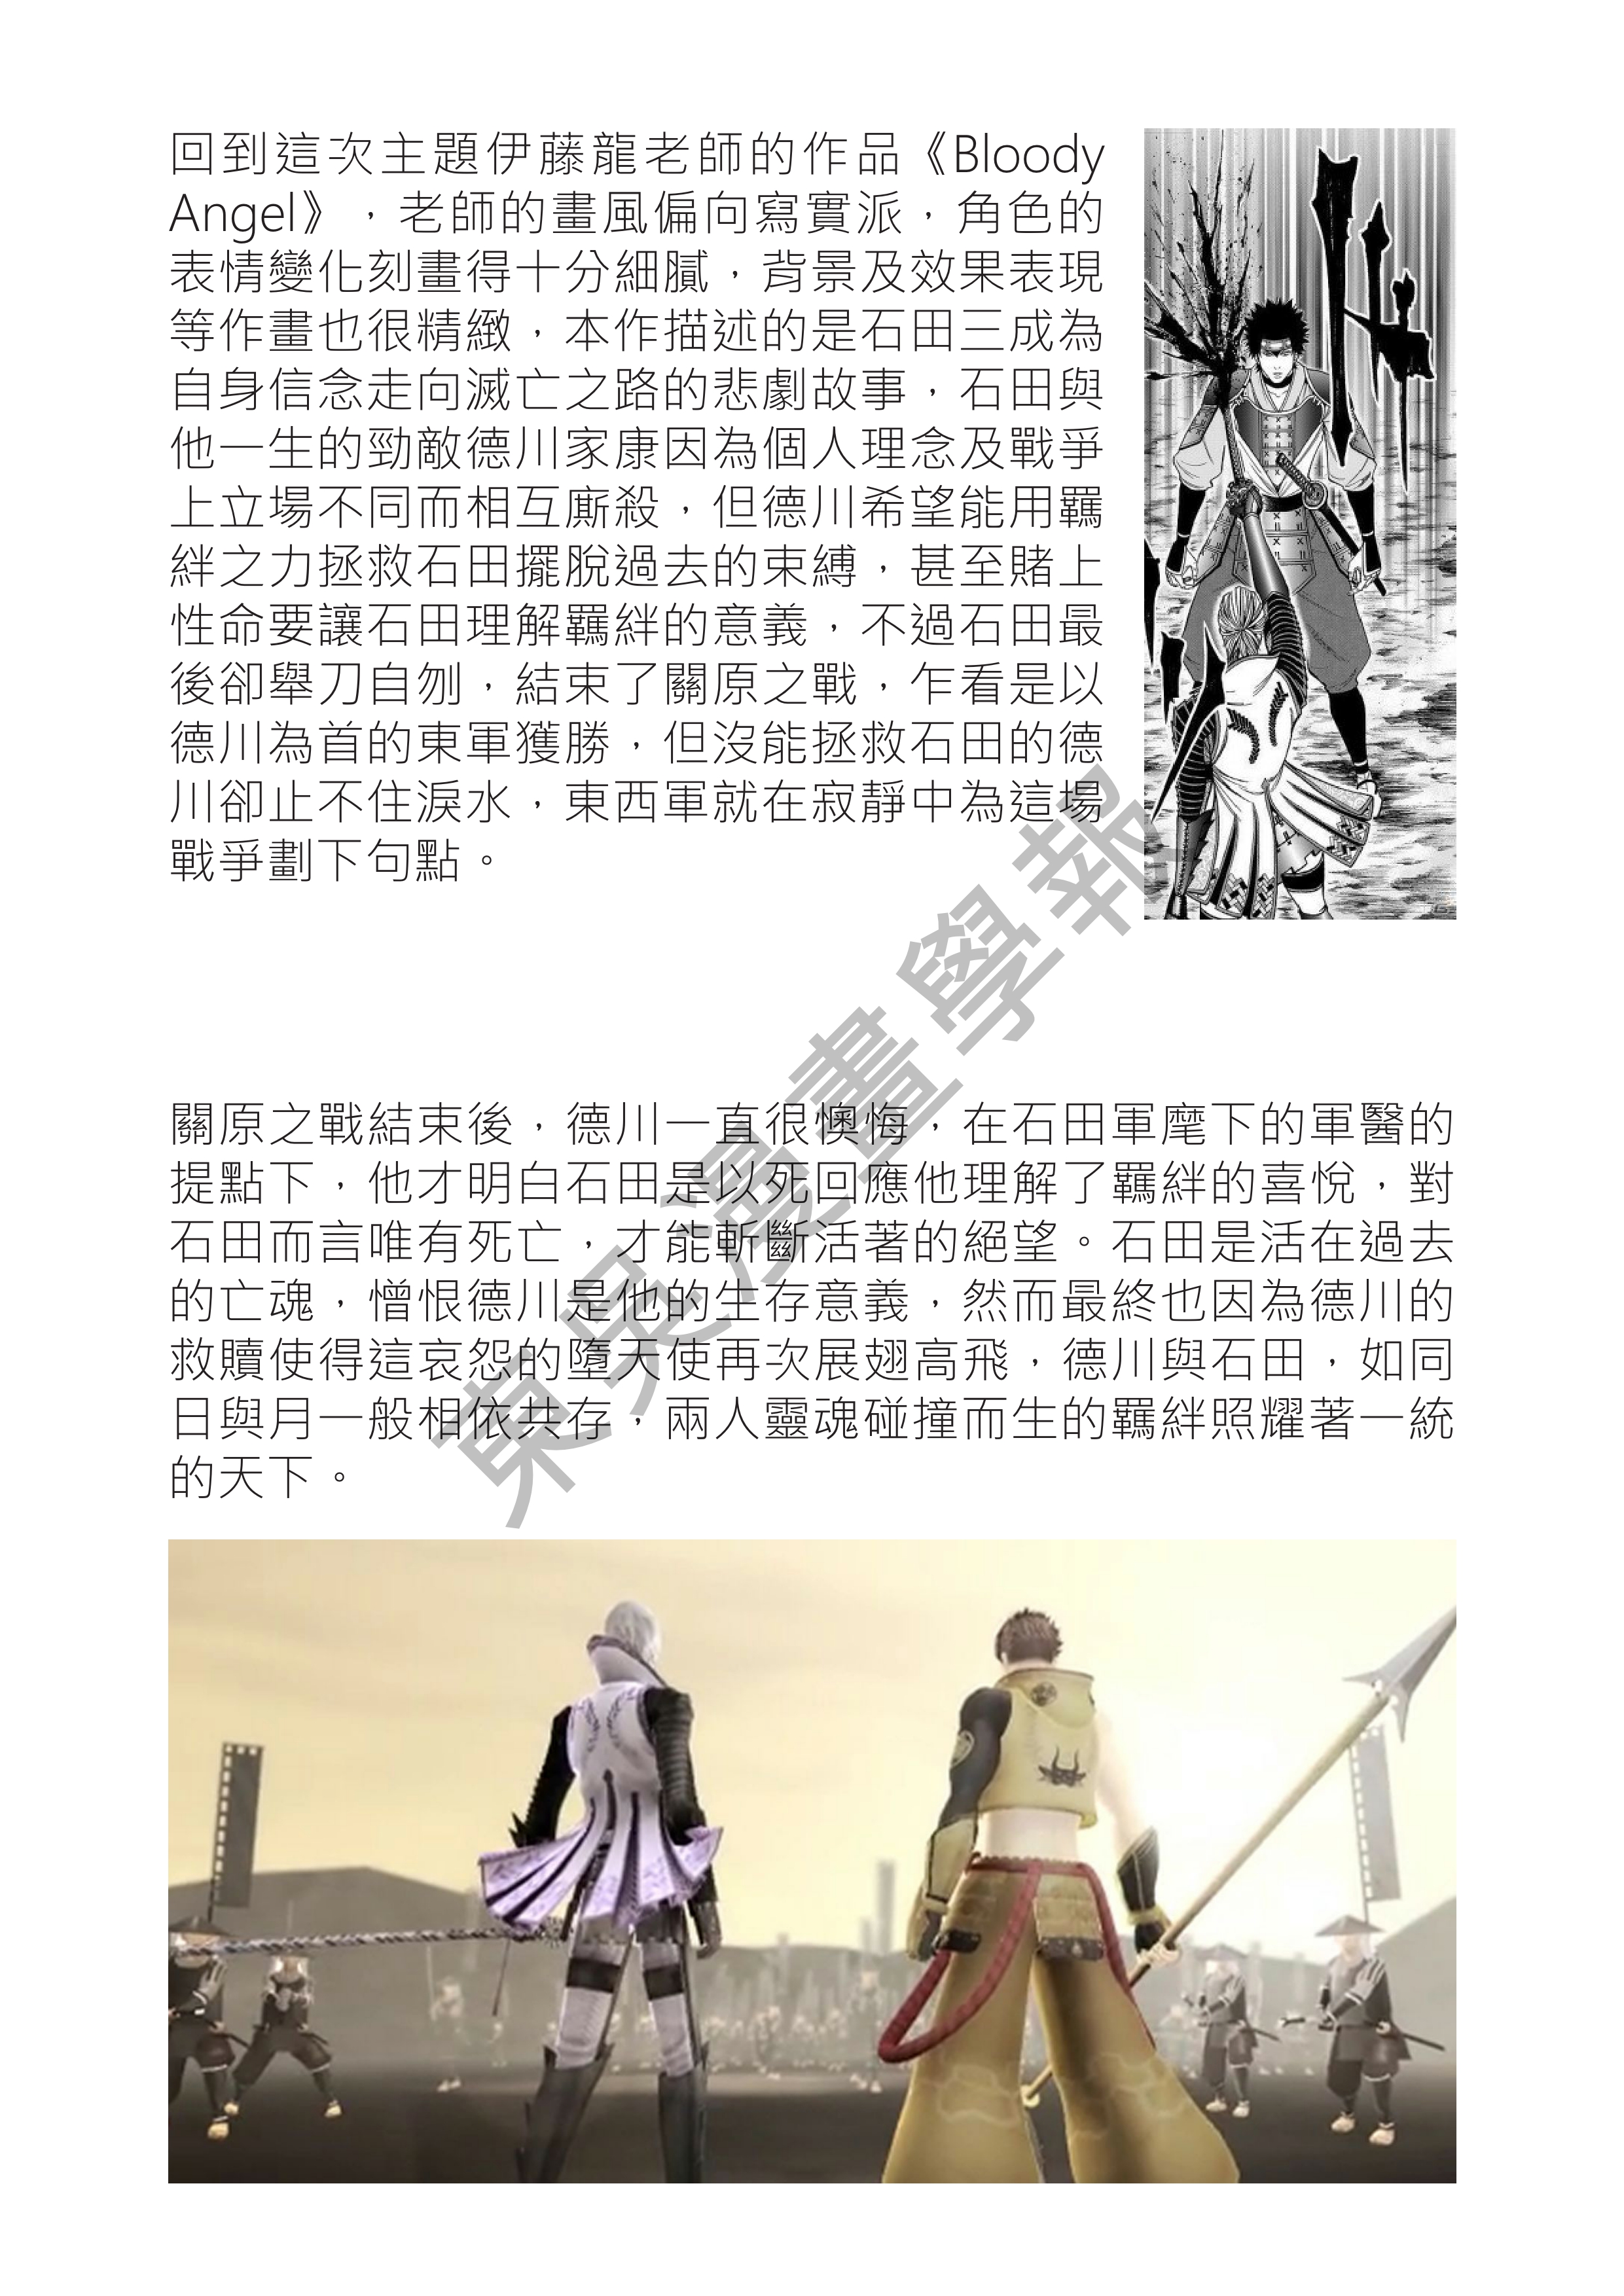 回到這次主題伊藤龍老師的作品《Bloody
Angel》，老師的畫風偏向寫實派，角色的
表情變化刻畫得十分細膩，背景及效果表現
等作畫也很精緻，本作描述的是石田三成為
自身信念走向滅亡之路的悲劇故事，石田與
他一生的勁敵德川家康因為個人理念及戰爭
上立場不同而相互廝殺，但德川希望能用羈
絆之力拯救石田擺脫過去的束縛，甚至賭上
性命要讓石田理解羈絆的意義，不過石田最
後卻舉刀自刎，結束了關原之戰，乍看是以
德川為首的東軍獲勝，但沒能拯救石田的德
川卻止不住淚水，東西軍就在寂靜中為這場
戰爭劃下句點。
關原之戰結束後，德川一直很懊悔，在石田軍麾下的軍醫的
提點下，他才明白石田是以死回應他理解了羈絆的喜悅，對
石田而言唯有死亡，才能斬斷活著的絕望。石田是活在過去
的亡魂，憎恨德川是他的生存意義，然而最終也因為德川的
救贖使得這哀怨的墮天使再次展翅高飛，德川與石田，如同
日與月一般相依共存，兩人靈魂碰撞而生的羈絆照耀著一統
的天下。
東吳漫畫學報